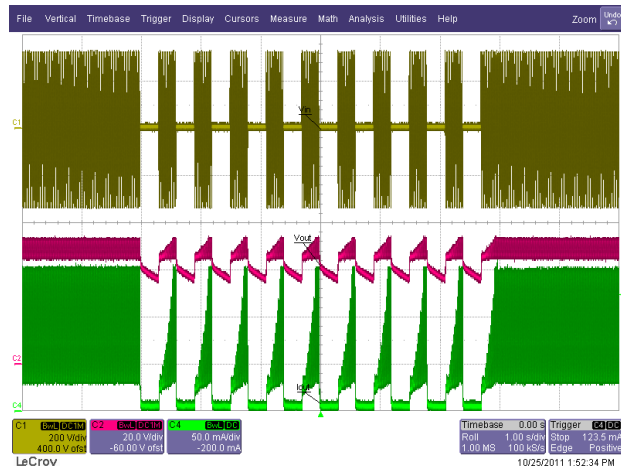 File Vertical Timebase Trigger Display Cursors Measure Math Analysis Utilities Help Zoom Undo
C1
Vin
Vout
C2
Iout
C4
C1 BwL DC1M C2 BwL DC1M C4 BwL DC Timebase 0.00 s Trigger C4 DC
200 V/div 20.0 V/div 50.0 mA/div Roll 1.00 s/div Stop 123.5 mA
400.0 V ofst -60.00 V ofst -200.0 mA 1.00 MS 100 kS/s Edge Positive
LeCroy 10/25/2011 1:52:34 PM